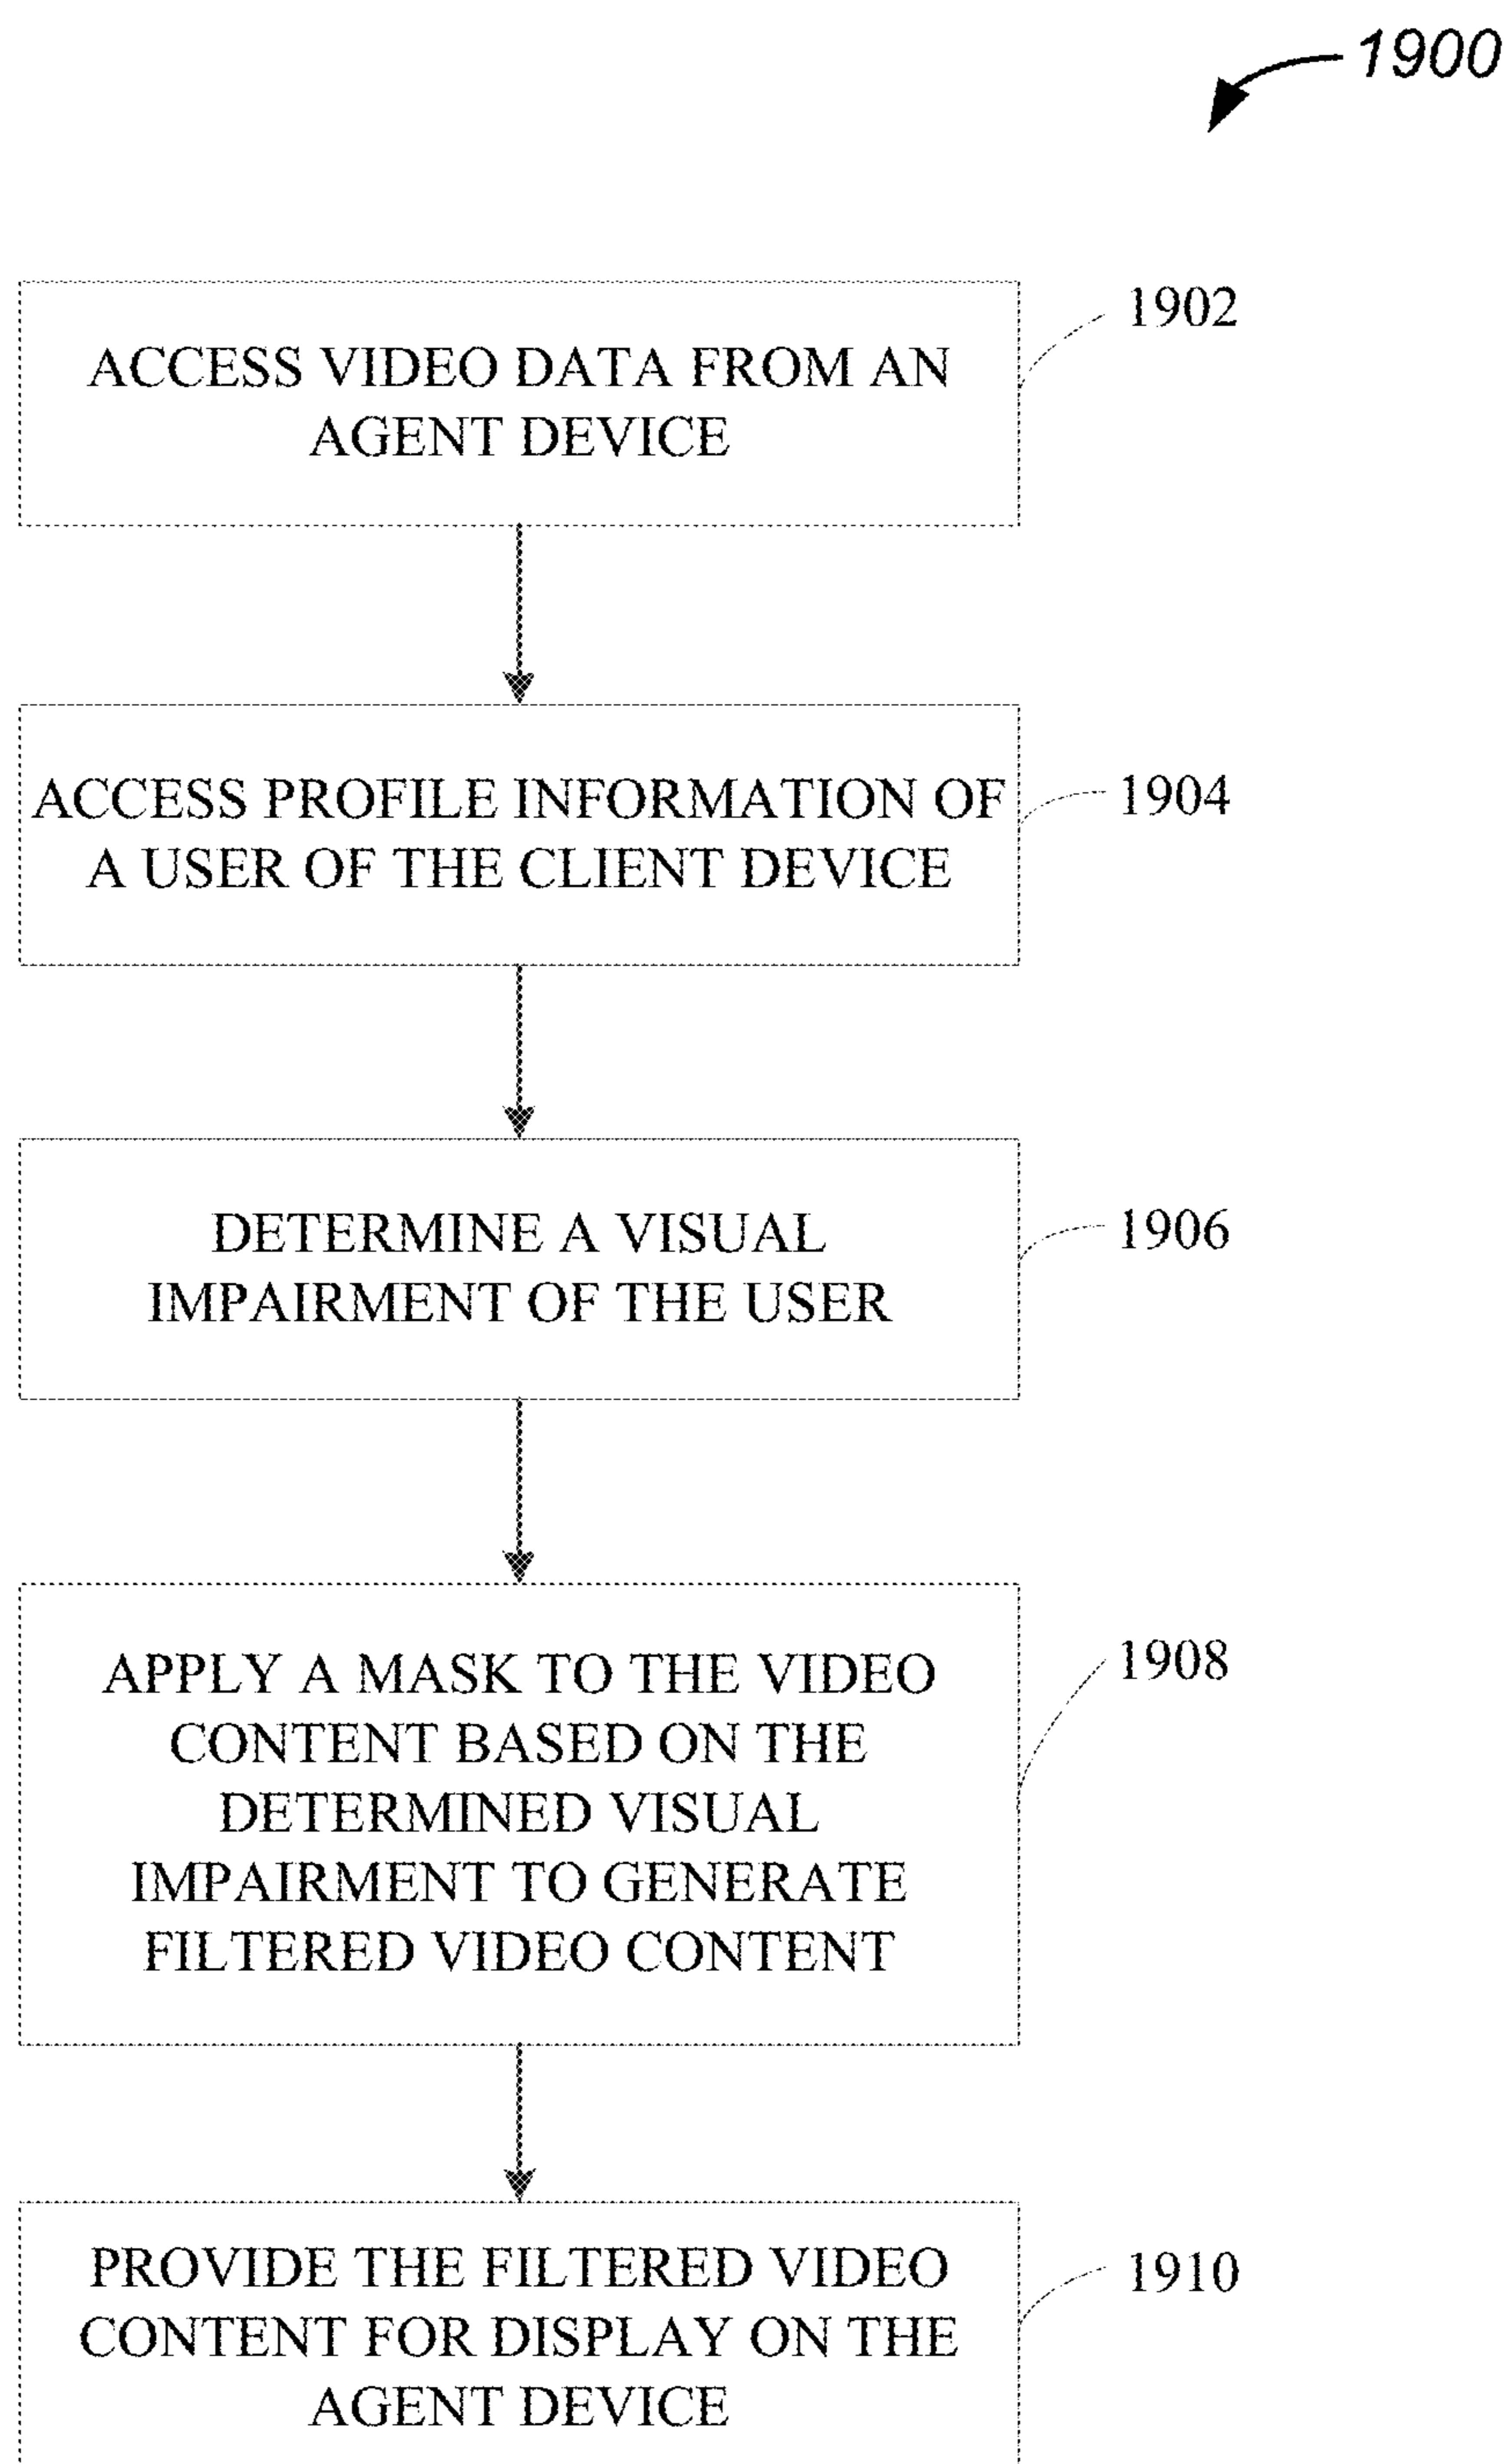 1900
ACCESS VIDEO DATA FROM AN
AGENT DEVICE
1902
ACCESS PROFILE INFORMATION OF
A USER OF THE CLIENT DEVICE
1904
DETERMINE A VISUAL
IMPAIRMENT OF THE USER
1906
APPLY A MASK TO THE VIDEO
CONTENT BASED ON THE
DETERMINED VISUAL
IMPAIRMENT TO GENERATE
FILTERED VIDEO CONTENT
1908
PROVIDE THE FILTERED VIDEO
CONTENT FOR DISPLAY ON THE
AGENT DEVICE
1910